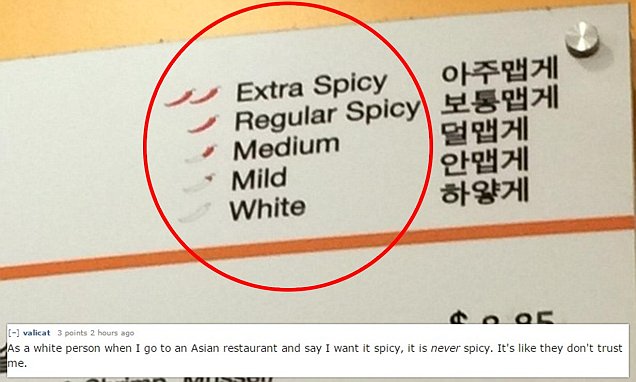 Extra Spicy 아주맵게
Regular Spicy 보통맵게
Medium 덜맵게
Mild 안맵게
White 하얗게
[-] valicat 3 points 2 hours ago
As a white person when I go to an Asian restaurant and say I want it spicy, it is never spicy. It's like they don't trust
me.